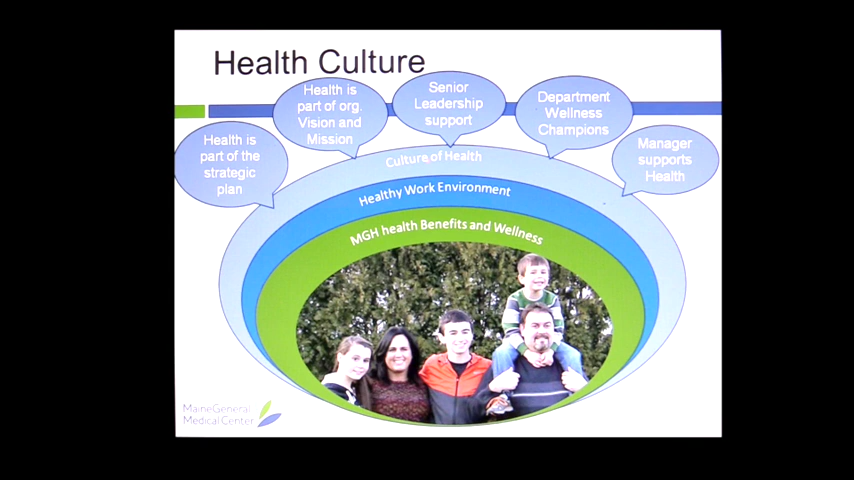 Health Culture
Health is
part of the
strategic
plan
Health is
part of org.
Vision and
Mission
Senior
Leadership
support
Department
Wellness
Champions
Manager
supports
Health
Culture of Health
Healthy Work Environment
MGH health Benefits and Wellness
MaineGeneral
Medical Center